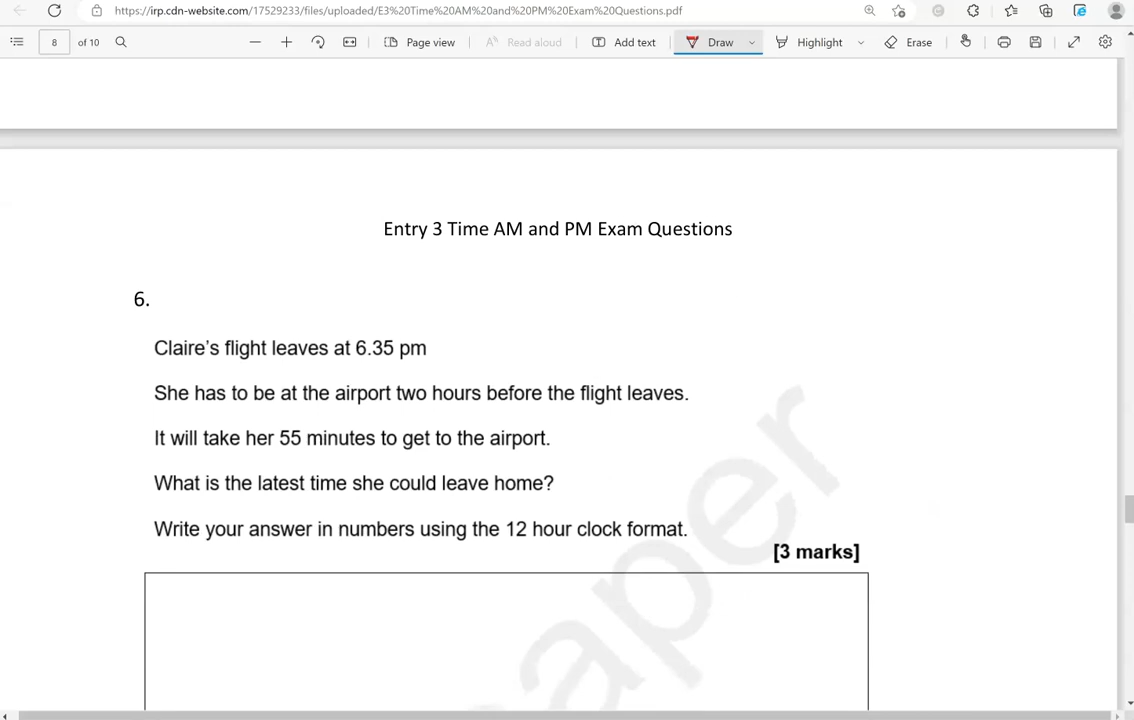 https://irp.cdn-website.com/17529233/files/uploaded/E3%20Time%20AM%20and%20PM%20Exam%20Questions.pdf
8 of 10 Page view Read aloud Add text Draw Highlight Erase
Entry 3 Time AM and PM Exam Questions
6.
Claire's flight leaves at 6.35 pm
She has to be at the airport two hours before the flight leaves.
It will take her 55 minutes to get to the airport.
What is the latest time she could leave home?
Write your answer in numbers using the 12 hour clock format.
[3 marks]
aper